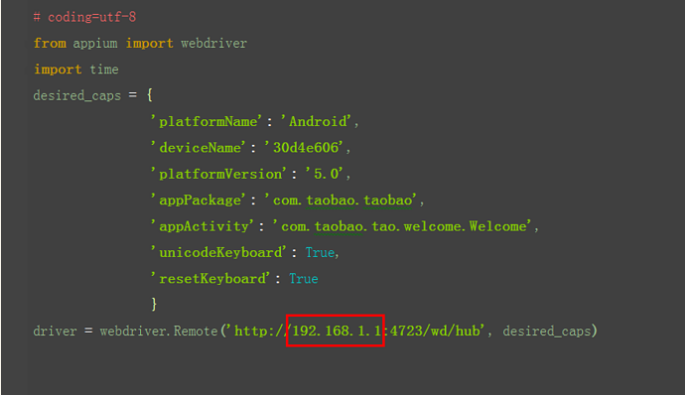 # coding=utf-8
from appium import webdriver
import time
desired_caps = {
'platformName': 'Android',
'deviceName': '30d4e606',
'platformVersion': '5.0',
'appPackage': 'com.taobao.taobao',
'appActivity': 'com.taobao.tao.welcome.Welcome',
'unicodeKeyboard': True,
'resetKeyboard': True
}
driver = webdriver.Remote('http://192.168.1.1:4723/wd/hub', desired_caps)